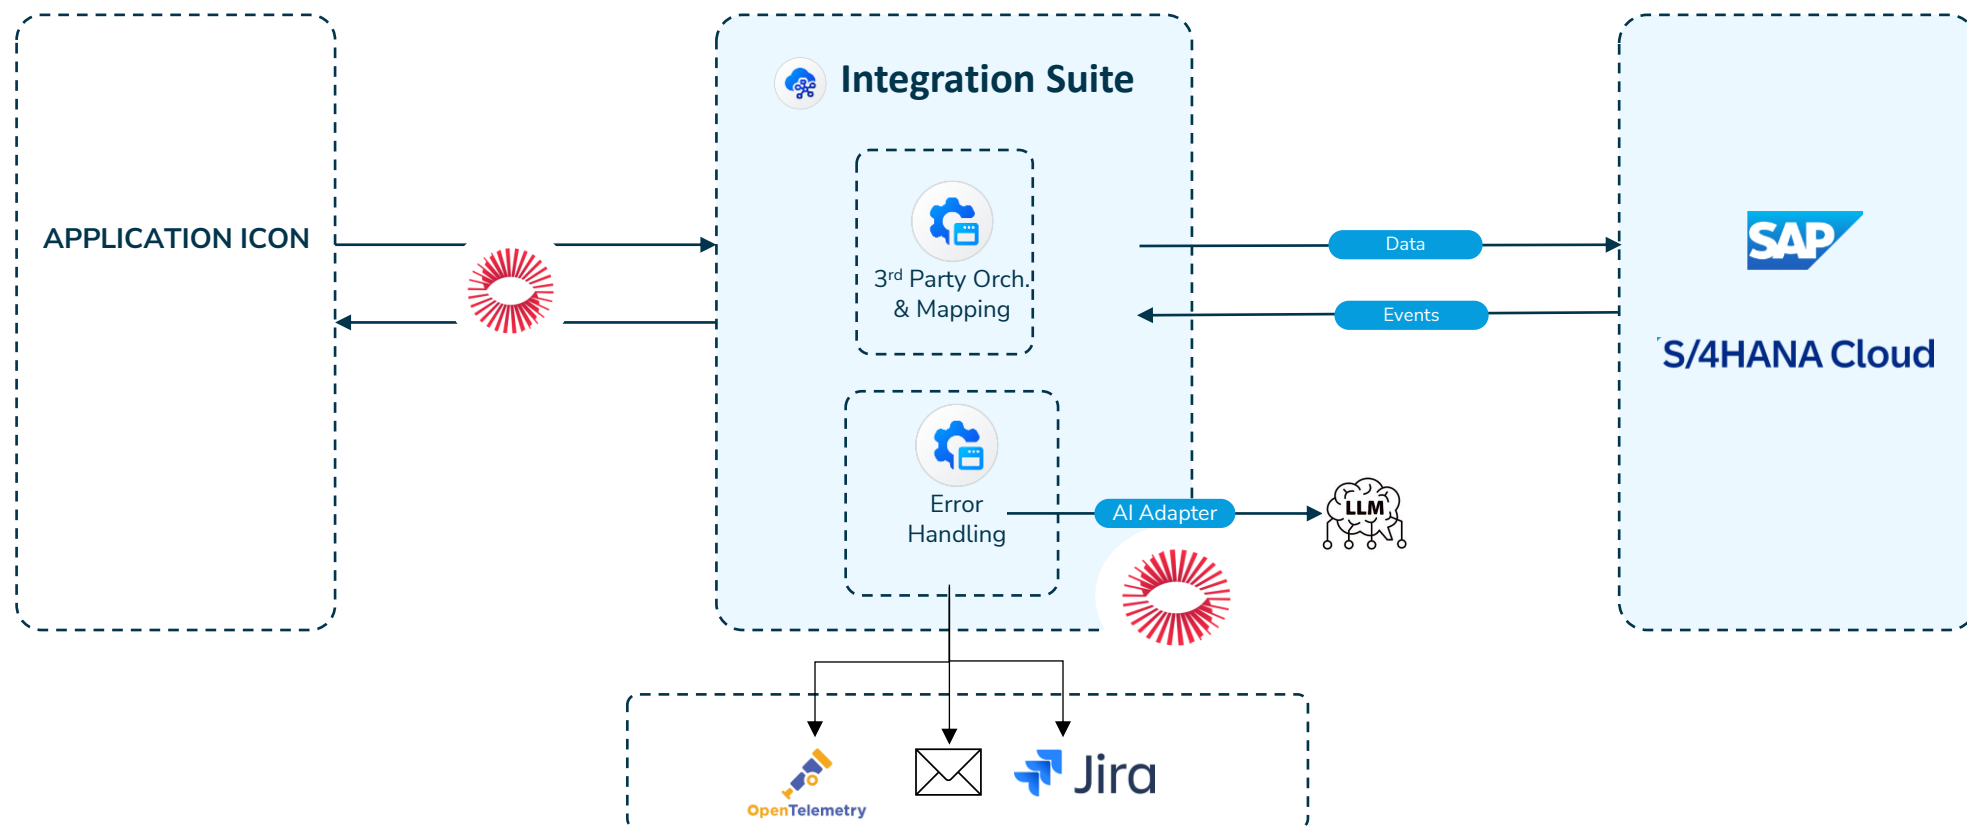 Integration Suite
APPLICATION ICON
3rd Party Orch.
& Mapping
Data
Events
SAP
S/4HANA Cloud
Error
Handling
AI Adapter
LLM
OpenTelemetry
Jira